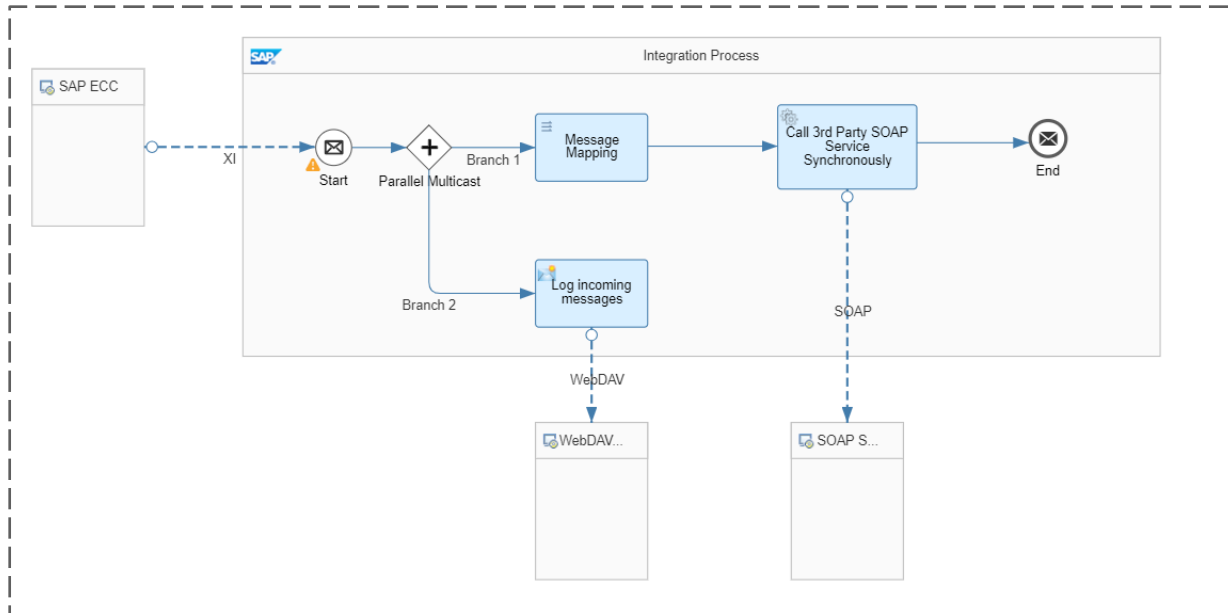 SAP
Integration Process
SAP ECC
XI
Start
Parallel Multicast
Branch 1
Message
Mapping
Call 3rd Party SOAP
Service
Synchronously
End
Branch 2
Log incoming
messages
SOAP
WebDAV
WebDAV...
SOAP S...